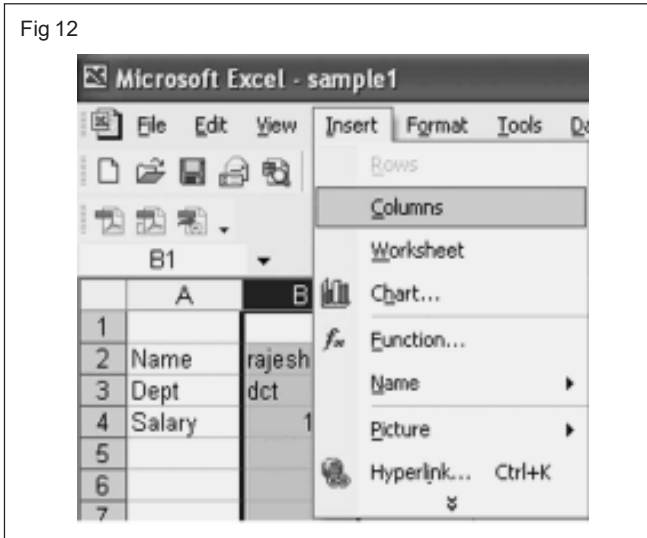 Fig 12
Microsoft Excel - sample1
File Edit View Insert Format Tools Da
Rows
Columns
Worksheet
Chart...
Function...
Name
Picture
Hyperlink... Ctrl+K
B1
A B
1
2 Name rajesh
3 Dept dct
4 Salary 1
5
6
7